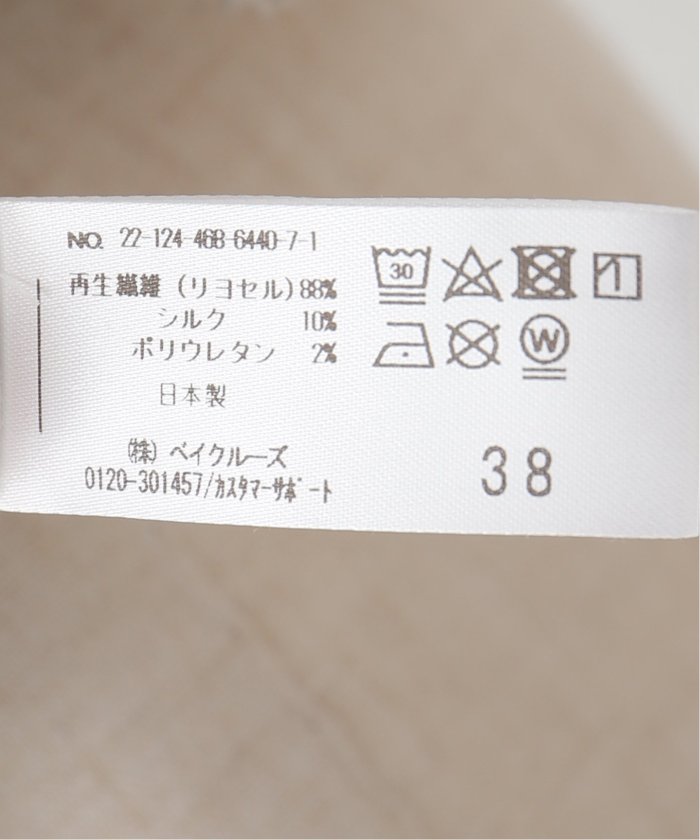 NO. 22-124-468-6440-7-1
再生繊維 (リヨセル) 88%
シルク 10%
ポリウレタン 2%
日本製
(株) ベイクルーズ
0120-301457/カスタマーサポート
30
W
38